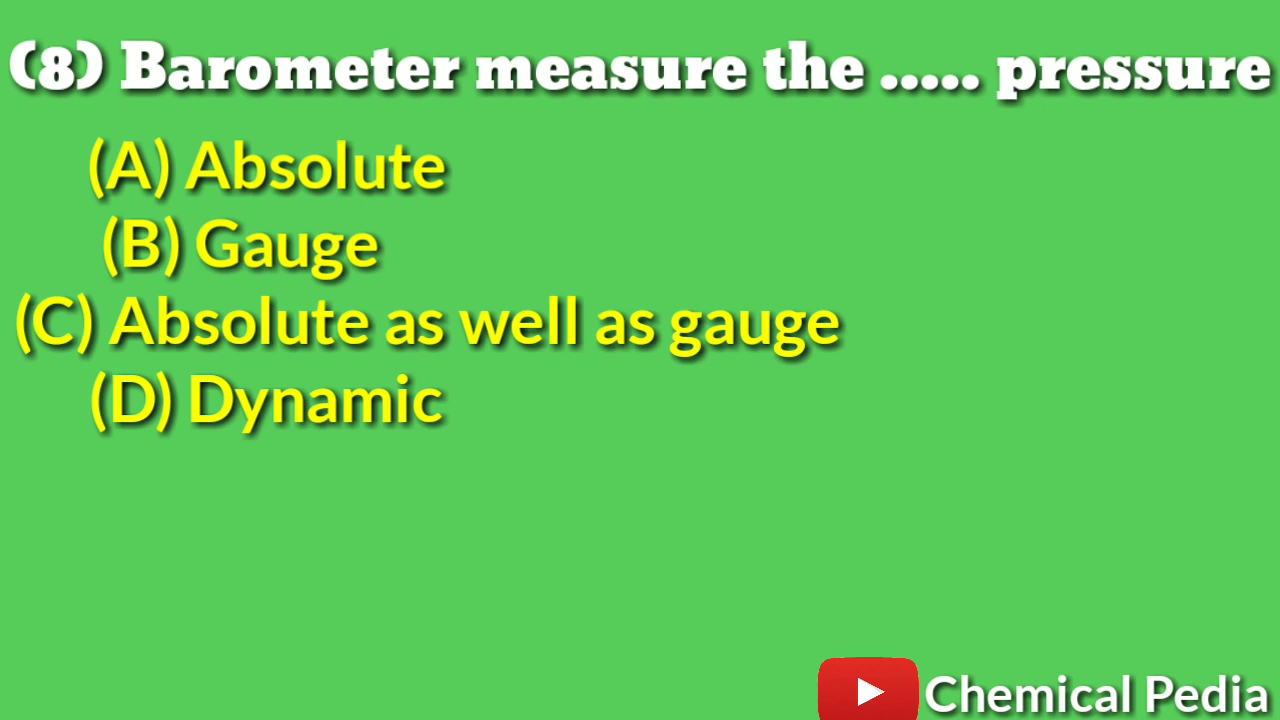 (8) Barometer measure the ..... pressure
(A) Absolute
(B) Gauge
(C) Absolute as well as gauge
(D) Dynamic
Chemical Pedia